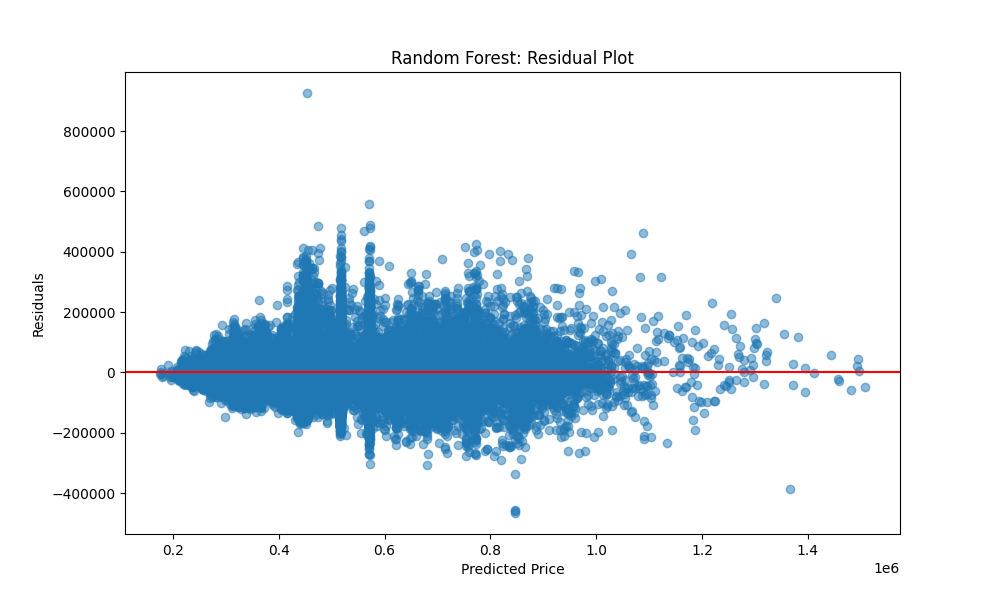 Random Forest: Residual Plot
Residuals
800000
600000
400000
200000
0
−200000
−400000
0.2 0.4 0.6 0.8 1.0 1.2 1.4
1e6
Predicted Price